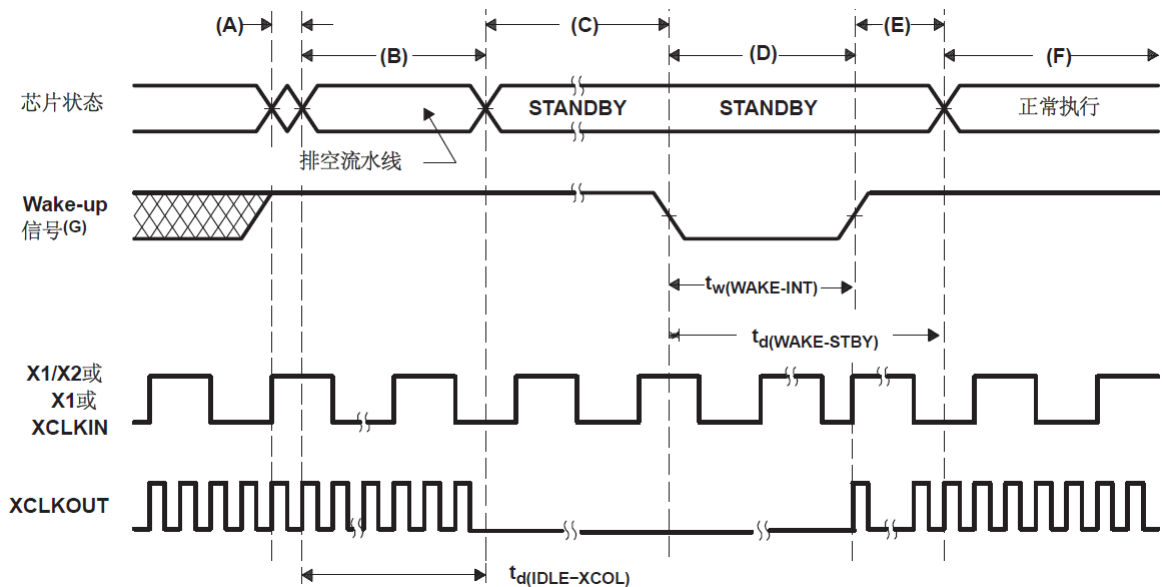 (A)
(C)
(E)
(B)
(D)
(F)
芯片状态
STANDBY
STANDBY
正常执行
排空流水线
Wake-up
信号(G)
tw(WAKE-INT)
td(WAKE-STBY)
X1/X2或
X1或
XCLKIN
XCLKOUT
td(IDLE−XCOL)